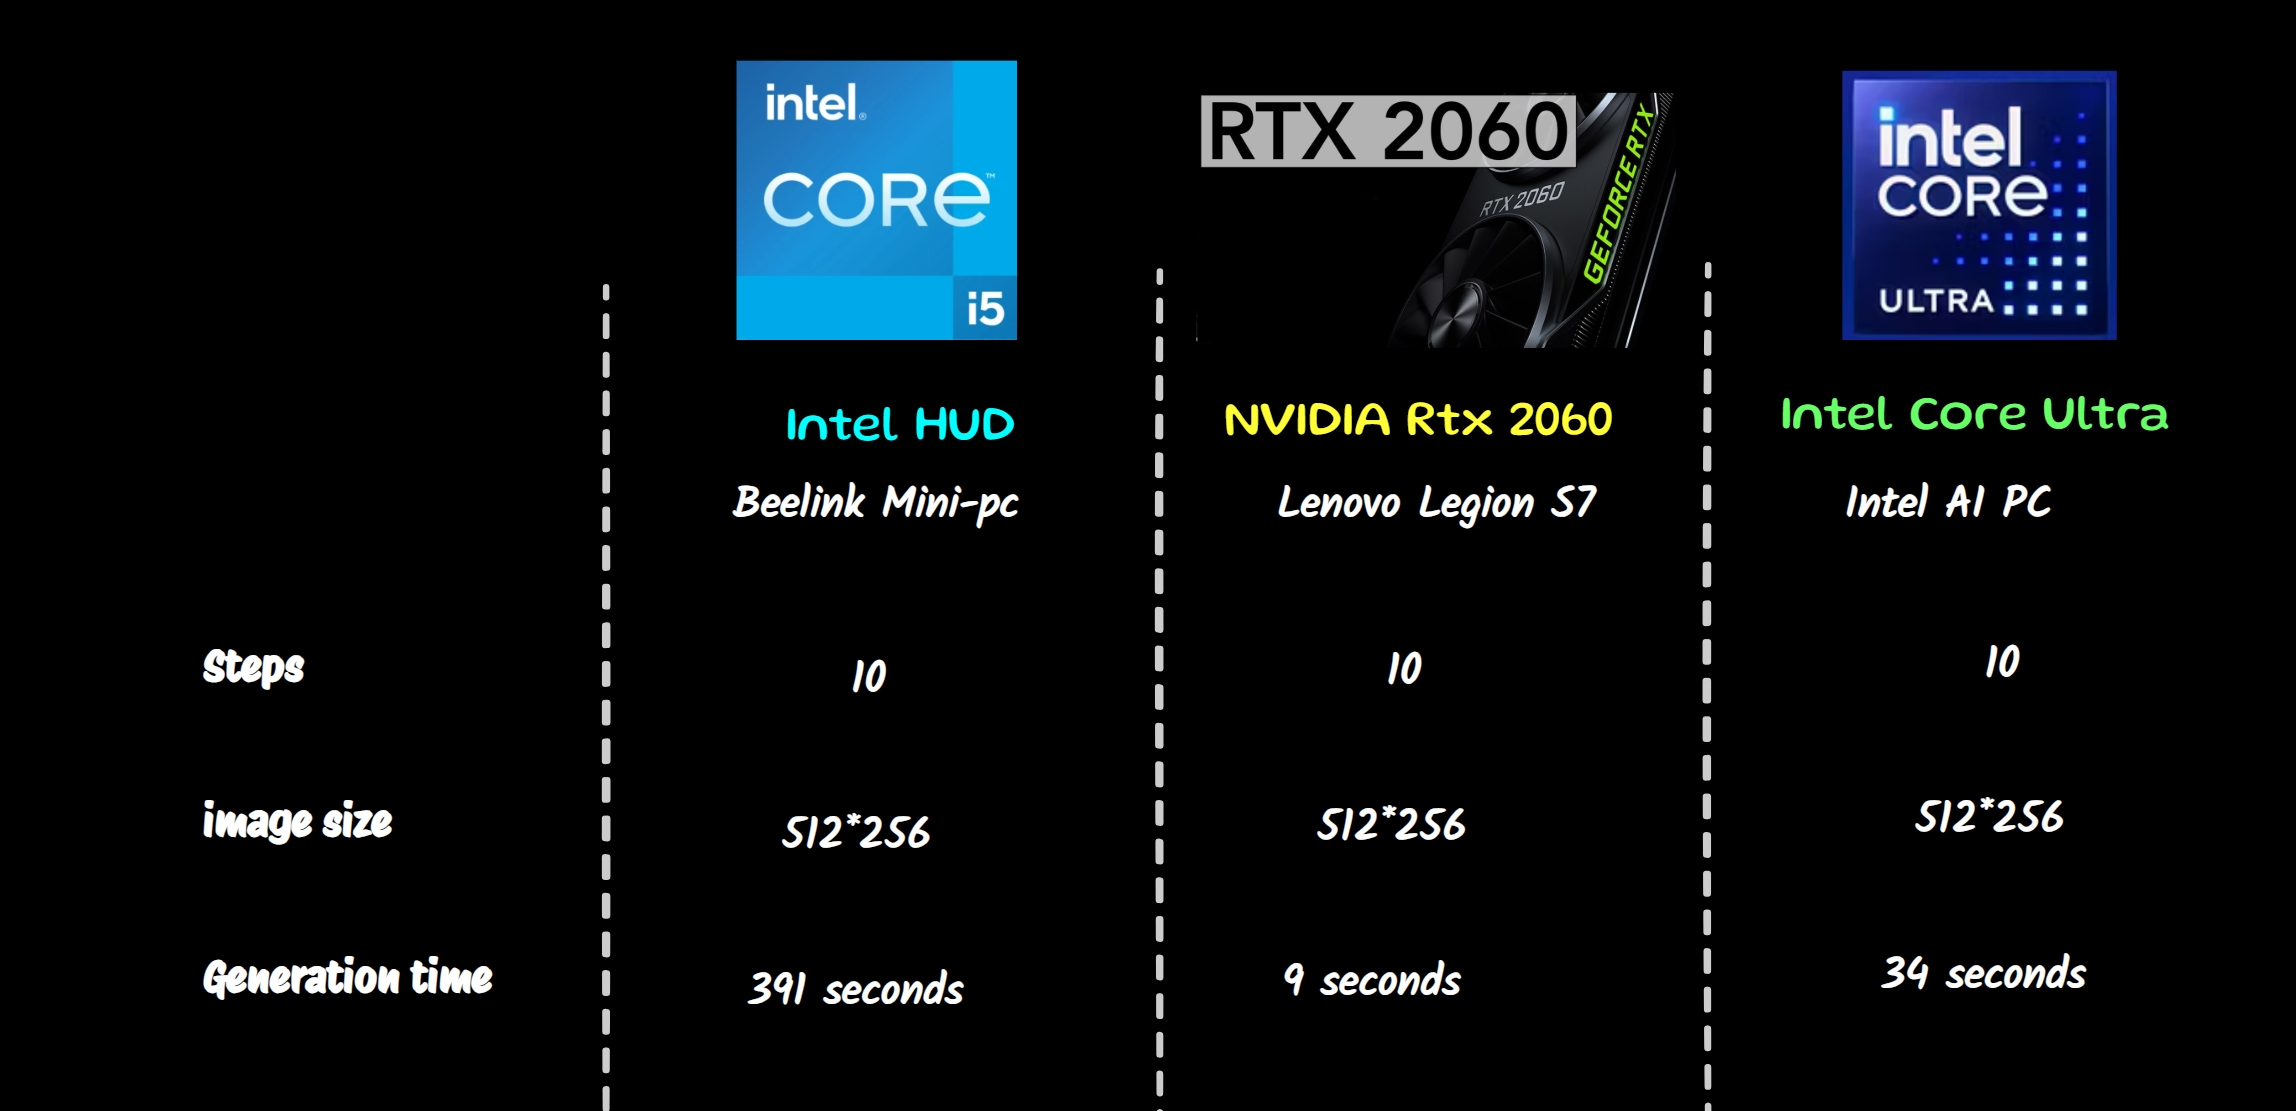 intel®
CORE™
i5
RTX 2060
RTX 2060
GEFORCE RTX
intel
CORE
ULTRA
Intel HUD
NVIDIA Rtx 2060
Intel Core Ultra
Beelink Mini-pc
Lenovo Legion S7
Intel AI PC
Steps
10
10
10
image size
512*256
512*256
512*256
Generation time
391 seconds
9 seconds
34 seconds